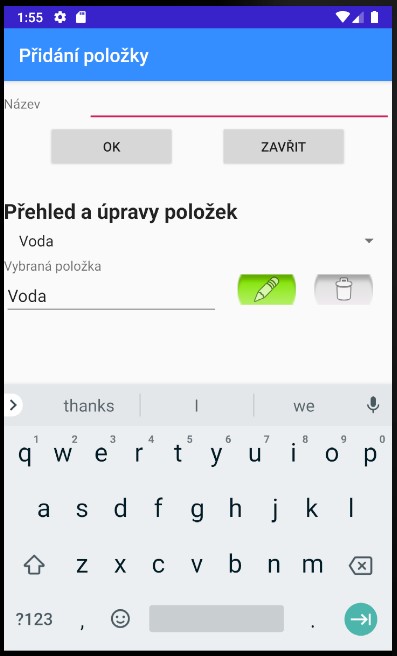 1:55
Přidání položky
Název
OK ZAVŘIT
Přehled a úpravy položek
Voda
Vybraná položka
Voda
thanks I we
1 2 3 4 5 6 7 8 9 0
q w e r t y u i o p
a s d f g h j k l
z x c v b n m
?123 , .